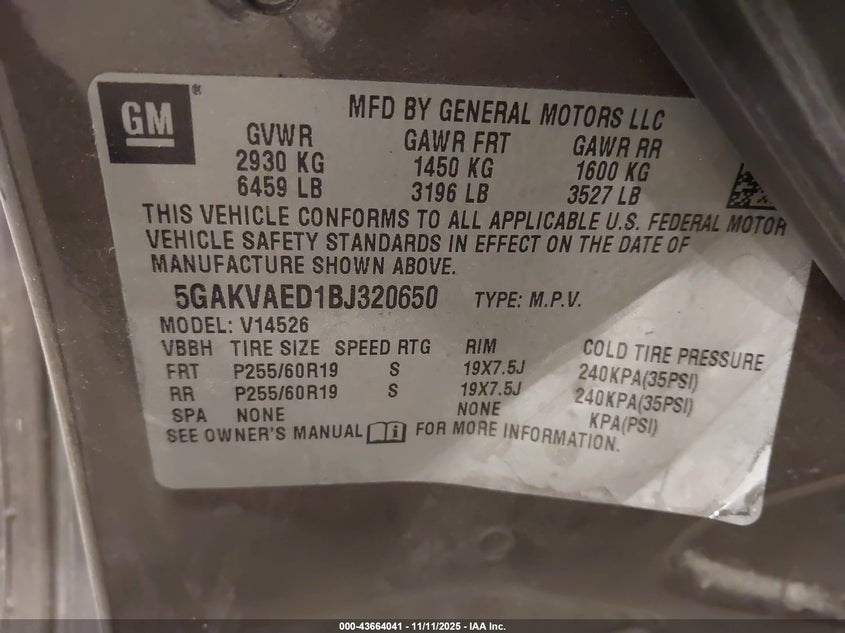 GM®
MFD BY GENERAL MOTORS LLC
GVWR GAWR FRT GAWR RR
2930 KG 1450 KG 1600 KG
6459 LB 3196 LB 3527 LB
THIS VEHICLE CONFORMS TO ALL APPLICABLE U.S. FEDERAL MOTOR
VEHICLE SAFETY STANDARDS IN EFFECT ON THE DATE OF
MANUFACTURE SHOWN ABOVE.
5GAKVAED1BJ320650 TYPE: M.P.V.
MODEL: V14526
VBBH TIRE SIZE SPEED RTG RIM COLD TIRE PRESSURE
FRT P255/60R19 S 19X7.5J 240KPA(35PSI)
RR P255/60R19 S 19X7.5J 240KPA(35PSI)
SPA NONE NONE KPA(PSI)
SEE OWNER'S MANUAL i FOR MORE INFORMATION.
000-43664041 - 11/11/2025 - IAA Inc.